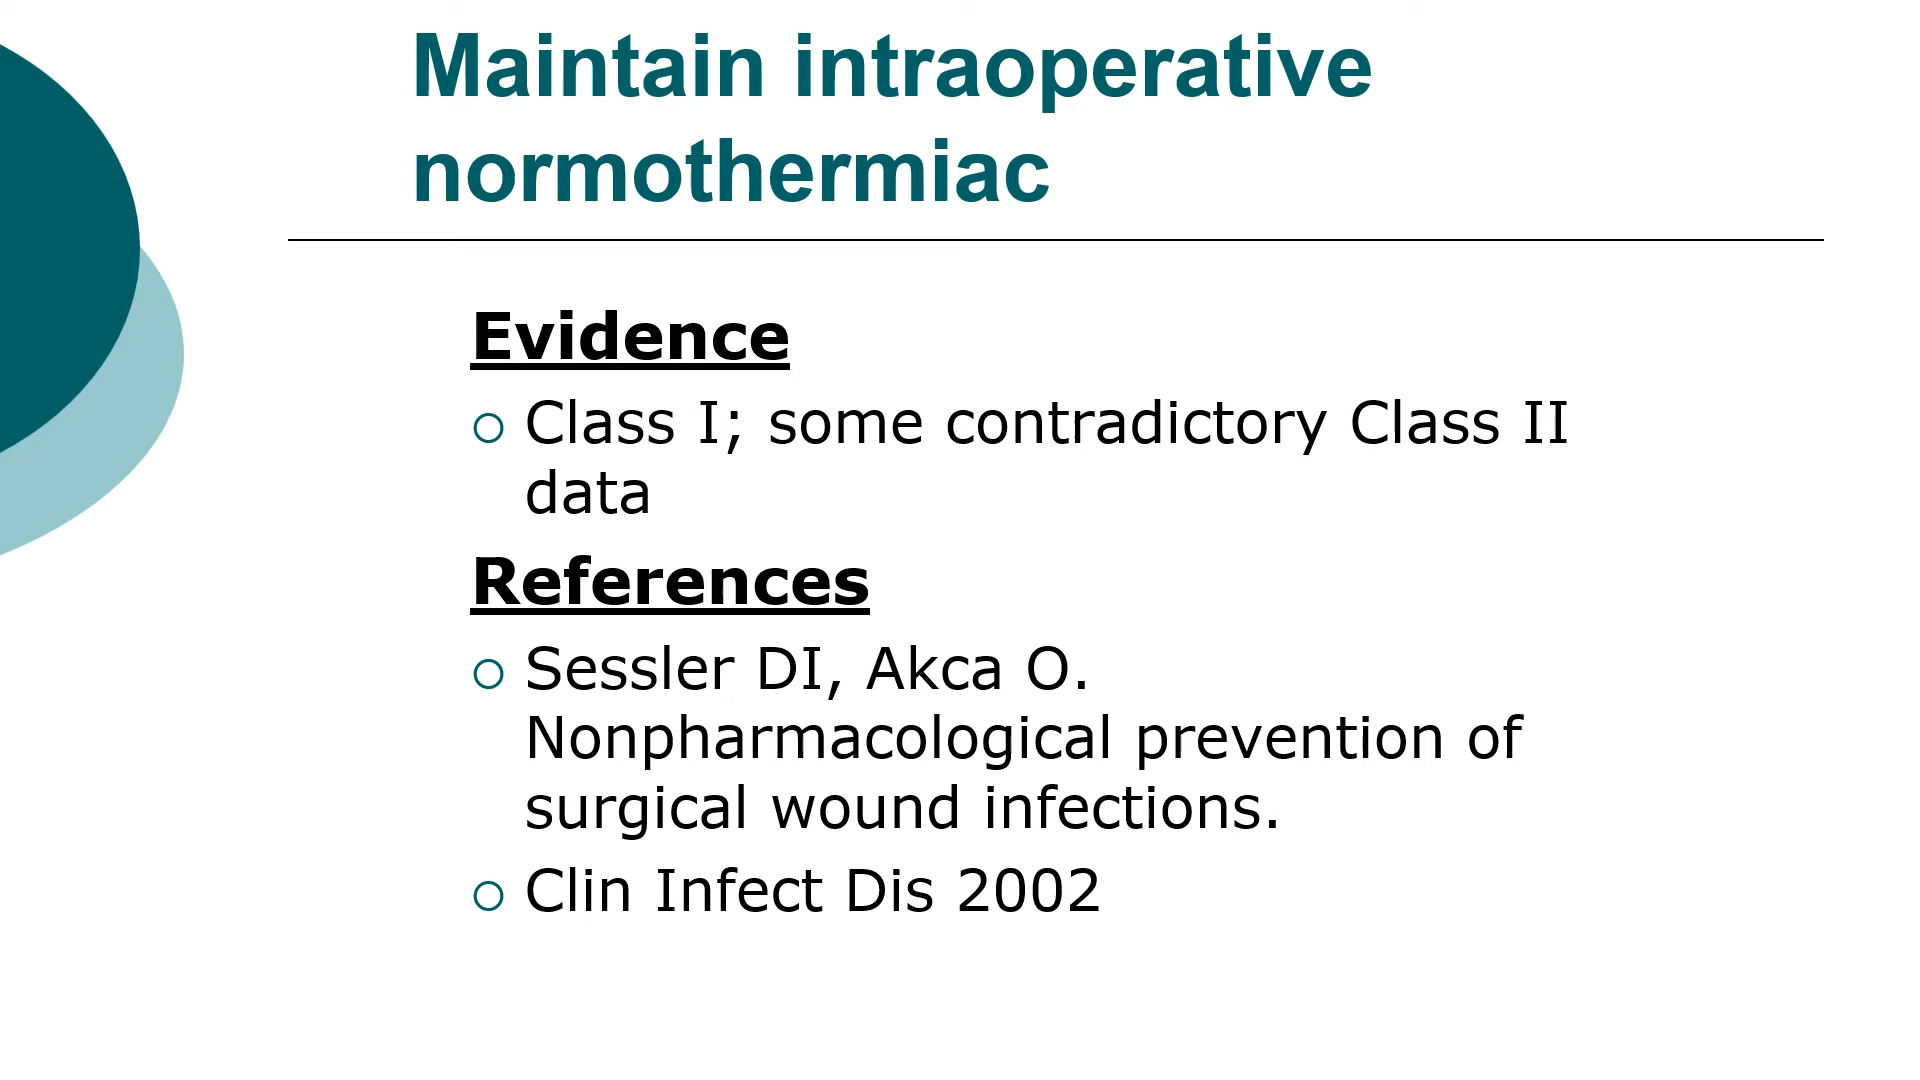 Maintain intraoperative
normothermiac
Evidence
Class I; some contradictory Class II
data
References
Sessler DI, Akca O.
Nonpharmacological prevention of
surgical wound infections.
Clin Infect Dis 2002